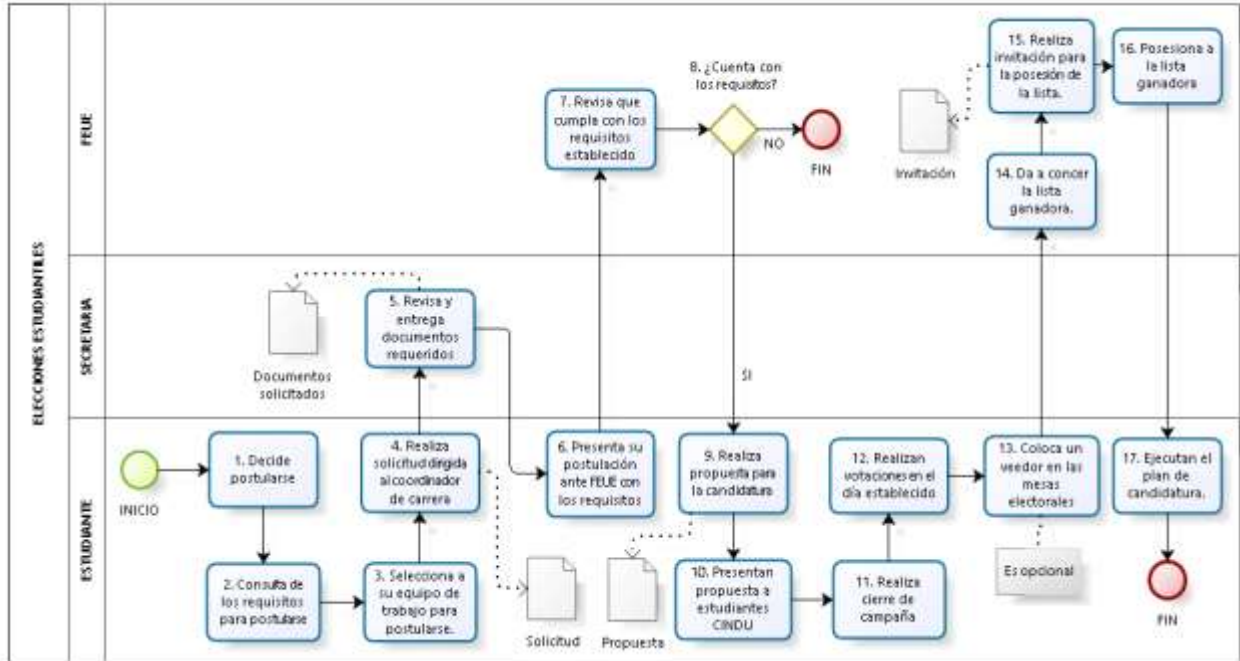 ELECCIONES ESTUDIANTILES
FEUE
7. Revisa que
cumpla con los
requisitos
establecido
8. ¿Cuenta con
los requisitos?
NO
FIN
Invitación
15. Realiza
invitación para
la posesión de
la lista.
16. Posesiona a
la lista
ganadora
14. Da a concer
la lista
ganadora.
SECRETARIA
Documentos
solicitados
5. Revisa y
entrega
documentos
requeridos
SI
ESTUDIANTE
INICIO
1. Decide
postularse
2. Consulta de
los requisitos
para postularse
3. Selecciona a
su equipo de
trabajo para
postularse.
4. Realiza
solicitud dirigida
al coordinador
de carrera
Solicitud
6. Presenta su
postulación
ante FEUE con
los requisitos
Propuesta
9. Realiza
propuesta para
la candidatura
10. Presentan
propuesta a
estudiantes
CINDU
11. Realiza
cierre de
campaña
12. Realizan
votaciones en el
día establecido
13. Coloca un
veedor en las
mesas
electorales
Es opcional
17. Ejecutan el
plan de
candidatura.
FIN